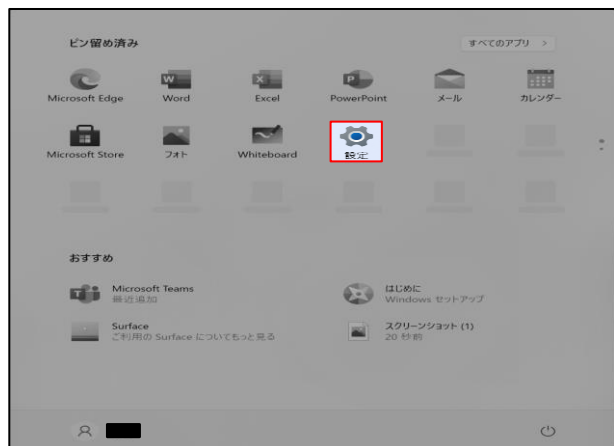 ピン留め済み
すべてのアプリ >
Microsoft Edge
Word
Excel
PowerPoint
メール
カレンダー
Microsoft Store
フォト
Whiteboard
設定
おすすめ
Microsoft Teams
最近追加
はじめに
Windows セットアップ
Surface
ご利用の Surface についてもっと見る
スクリーンショット (1)
20 秒前